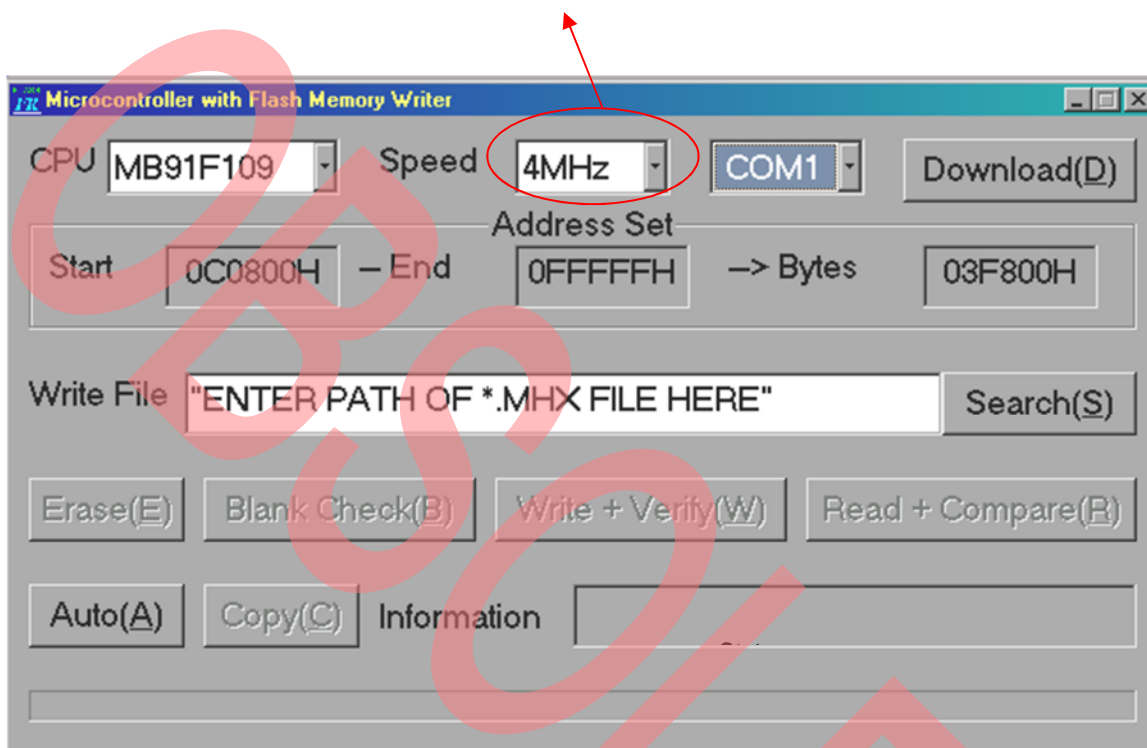 Microcontroller with Flash Memory Writer
CPU MB91F109 Speed 4MHz COM1 Download(D)
Address Set
Start 0C0800H – End 0FFFFFH –> Bytes 03F800H
Write File "ENTER PATH OF *.MHX FILE HERE" Search(S)
Erase(E) Blank Check(B) Write + Verify(W) Read + Compare(R)
Auto(A) Copy(C) Information